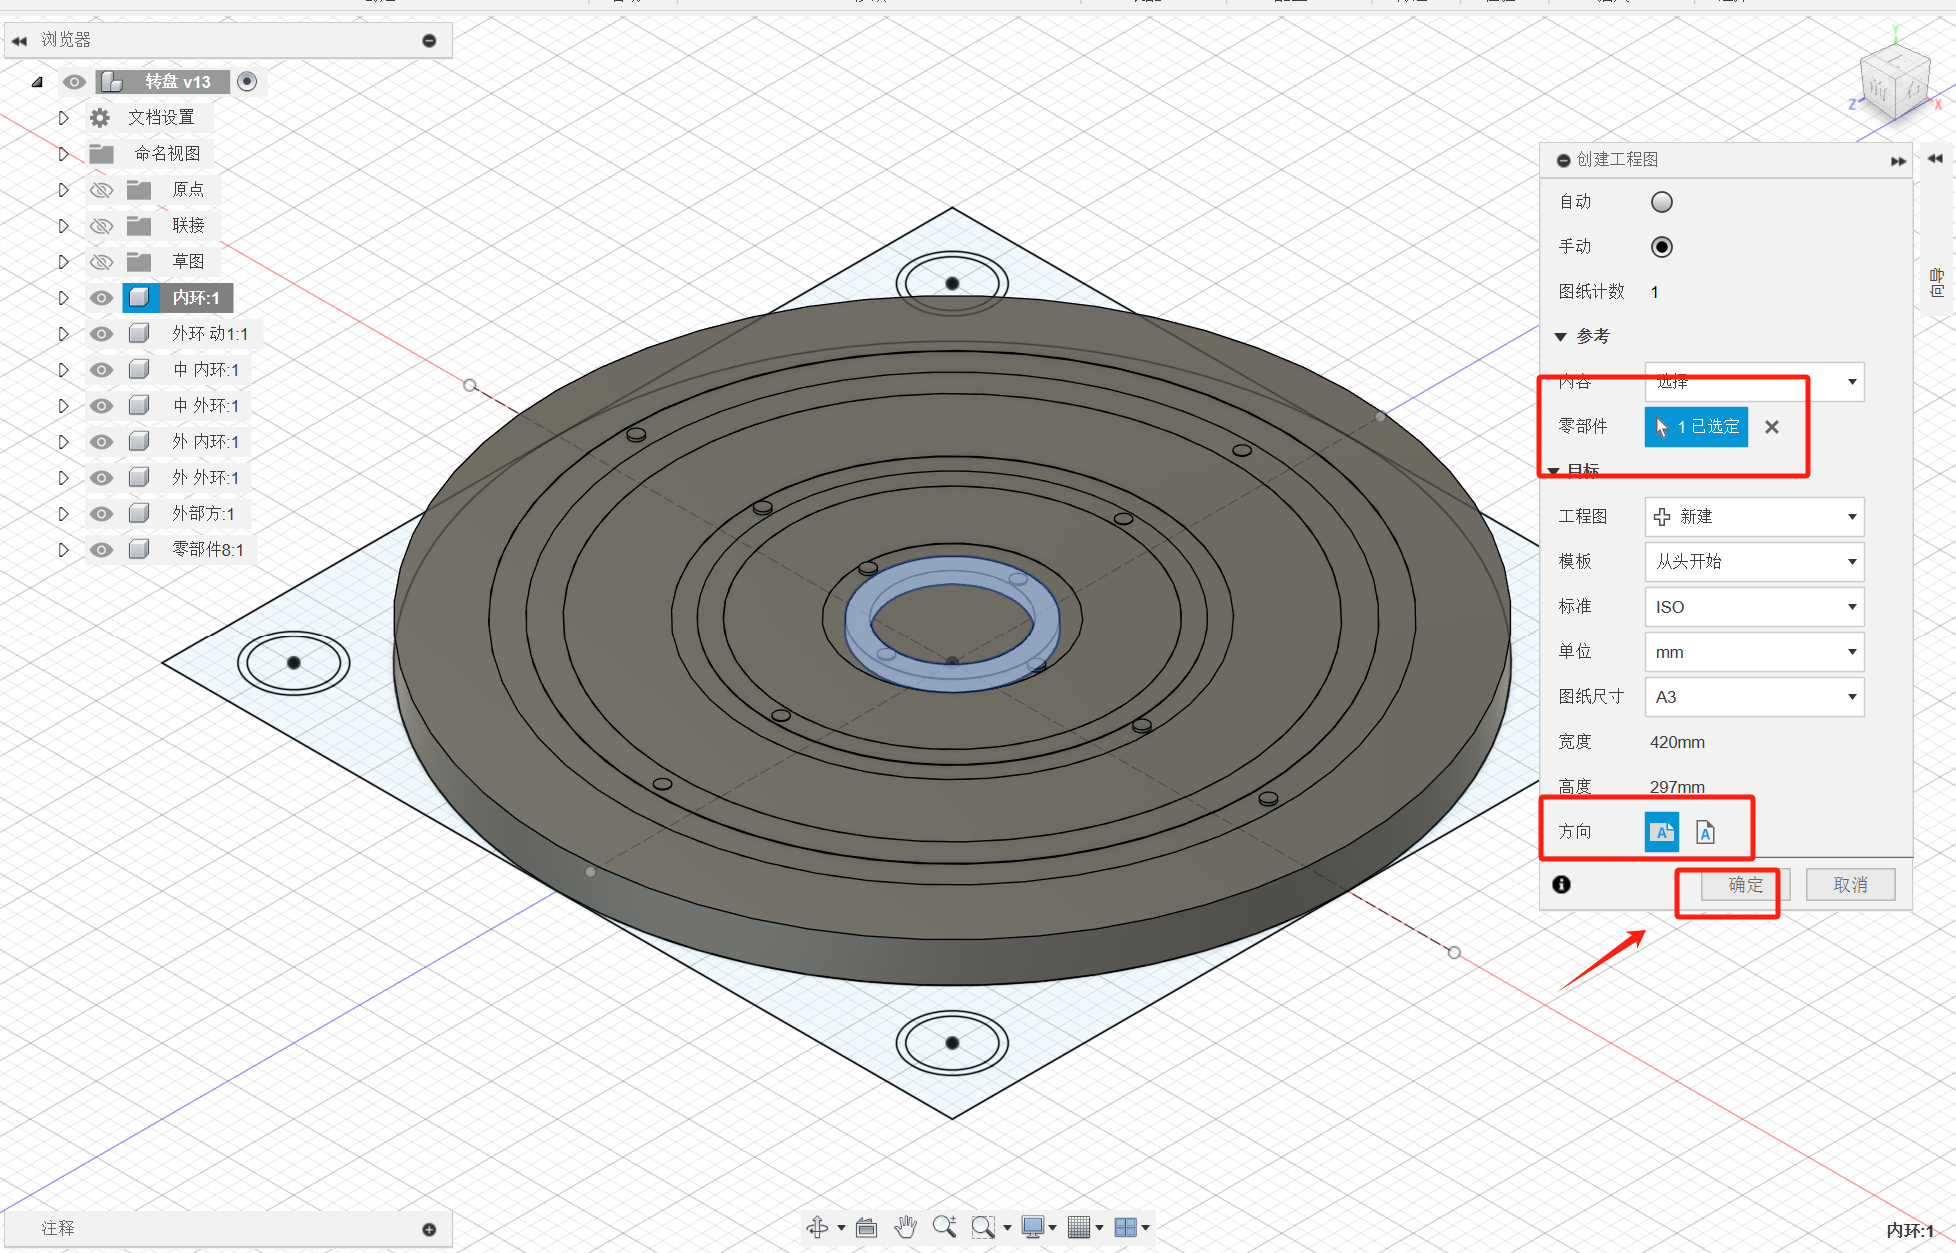 浏览器
转盘 v13
文档设置
命名视图
原点
联接
草图
内环:1
外环 动1:1
中 内环:1
中 外环:1
外 内环:1
外 外环:1
外部方:1
零部件8:1
Y
Z
X
创建工程图
自动
手动
图纸计数 1
参考
内容 选择
零部件 1 已选定
目标
工程图 新建
模板 从头开始
标准 ISO
单位 mm
图纸尺寸 A3
宽度 420mm
高度 297mm
方向 A A
确定 取消
注释
内环:1